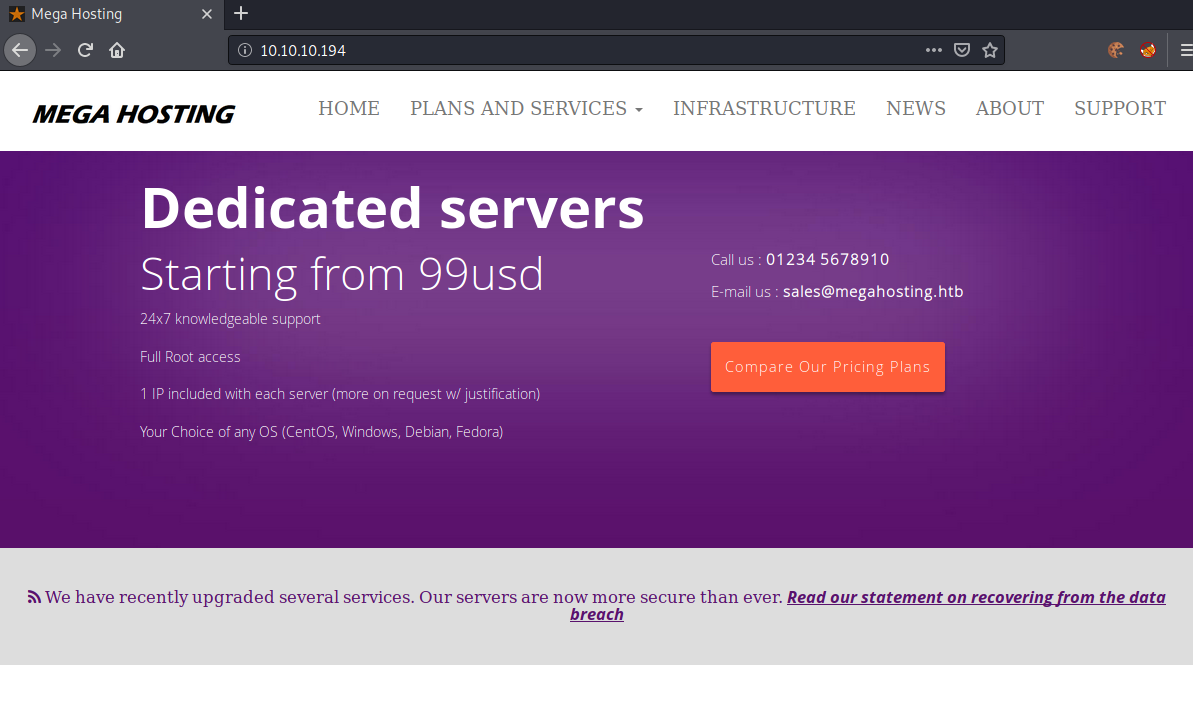 Mega Hosting
10.10.10.194
MEGA HOSTING
HOME PLANS AND SERVICES INFRASTRUCTURE NEWS ABOUT SUPPORT
Dedicated servers
Starting from 99usd
24x7 knowledgeable support
Full Root access
1 IP included with each server (more on request w/ justification)
Your Choice of any OS (CentOS, Windows, Debian, Fedora)
Call us : 01234 5678910
E-mail us : sales@megahosting.htb
Compare Our Pricing Plans
We have recently upgraded several services. Our servers are now more secure than ever. Read our statement on recovering from the data
breach